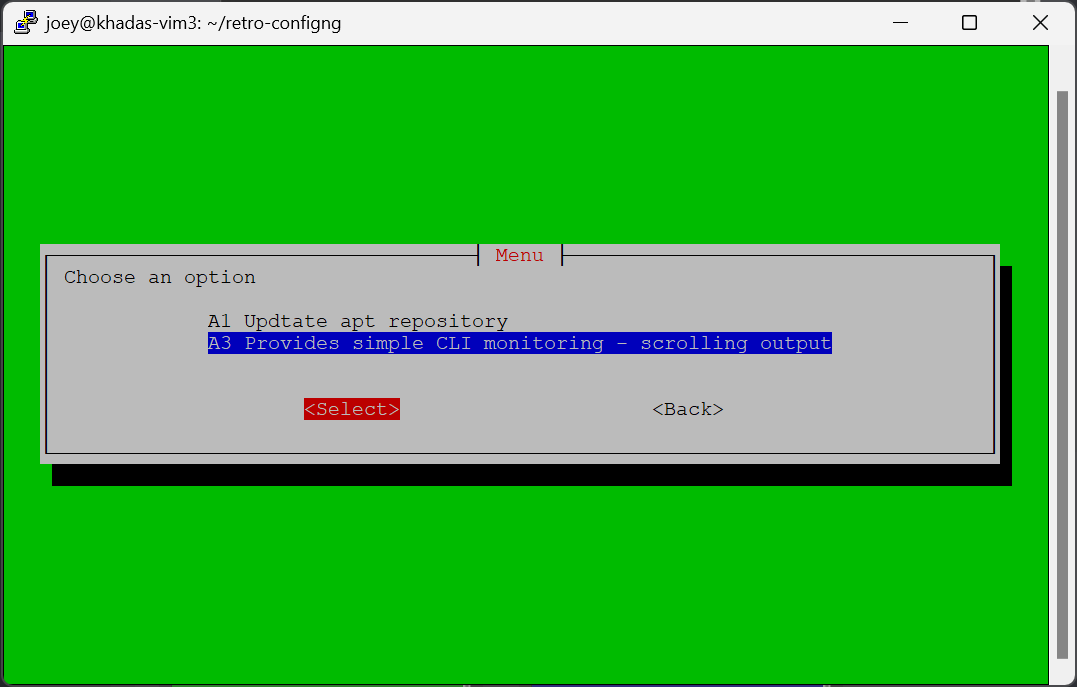 joey@khadas-vim3: ~/retro-configng
Menu
Choose an option
A1 Updtate apt repository
A3 Provides simple CLI monitoring - scrolling output
<Select> <Back>